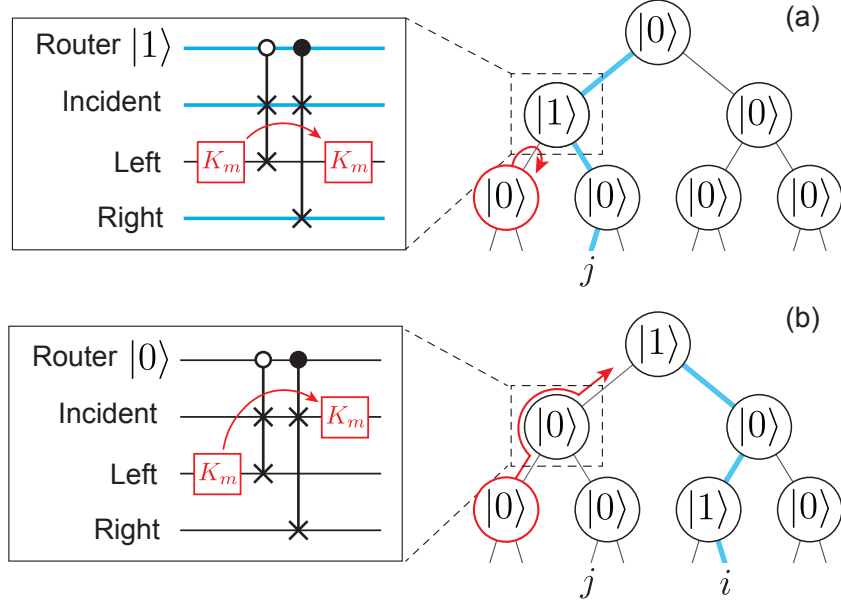 (a)
Router |1⟩
Incident
Left
K_m
K_m
Right
|0⟩
|1⟩
|0⟩
|0⟩
|0⟩
|0⟩
|0⟩
j
(b)
Router |0⟩
Incident
K_m
Left
K_m
Right
|1⟩
|0⟩
|0⟩
|0⟩
|0⟩
|1⟩
|0⟩
j
i